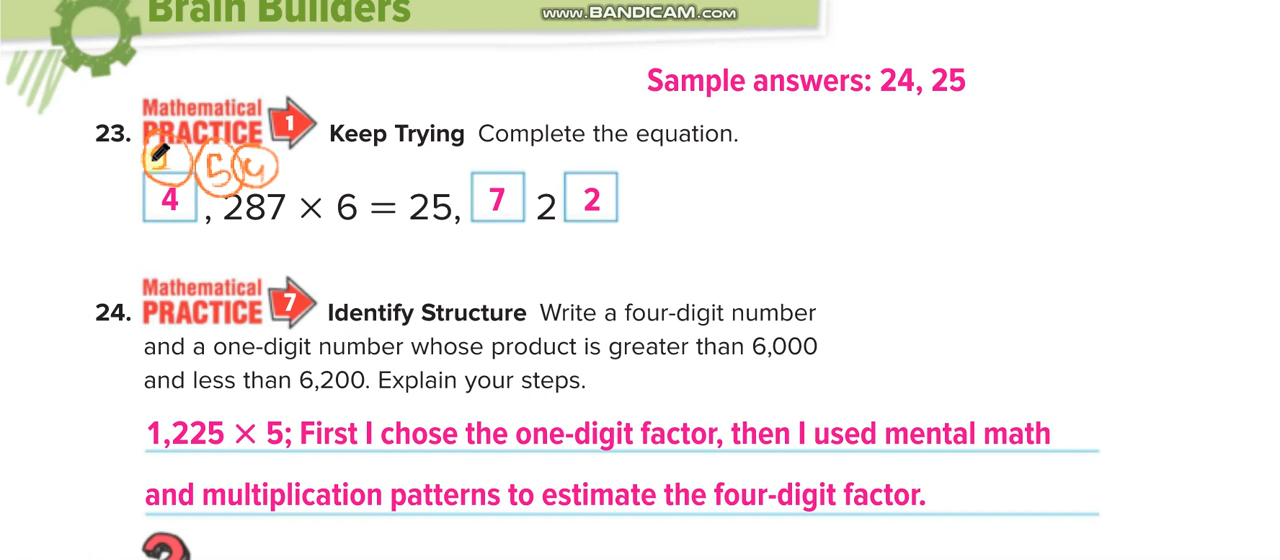 Brain Builders
www.BANDICAM.com
Sample answers: 24, 25
Mathematical
23. PRACTICE 1 Keep Trying Complete the equation.
5 4
4 , 287 × 6 = 25, 7 2 2
Mathematical
24. PRACTICE 7 Identify Structure Write a four-digit number
and a one-digit number whose product is greater than 6,000
and less than 6,200. Explain your steps.
1,225 × 5; First I chose the one-digit factor, then I used mental math
and multiplication patterns to estimate the four-digit factor.